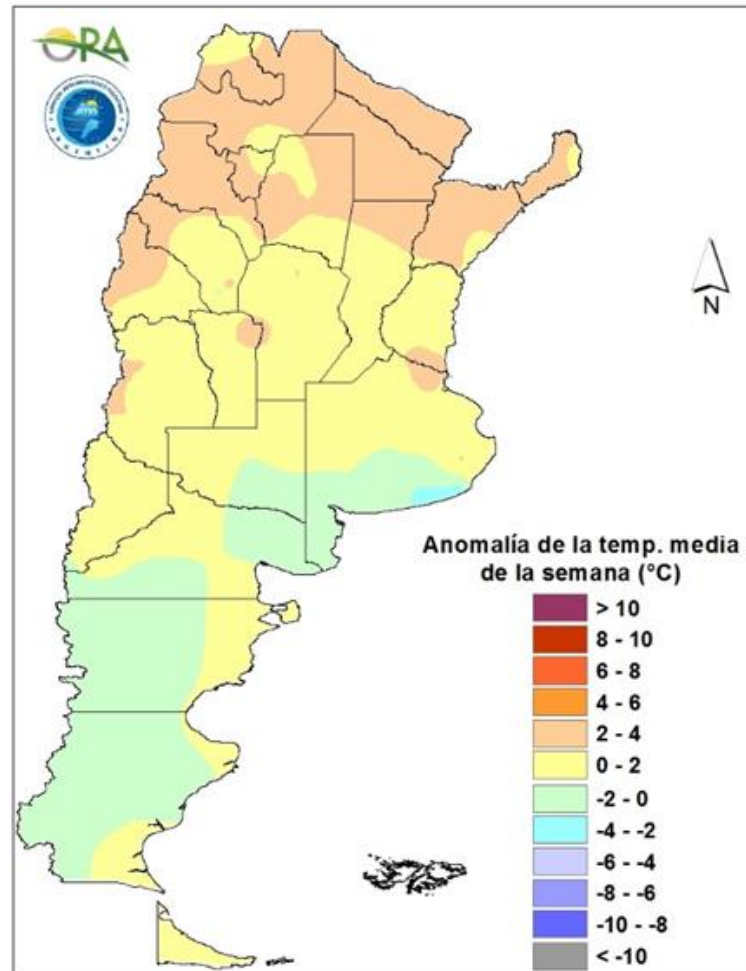 ORA
N
Anomalía de la temp. media
de la semana (°C)
> 10
8 - 10
6 - 8
4 - 6
2 - 4
0 - 2
-2 - 0
-4 - -2
-6 - -4
-8 - -6
-10 - -8
< -10